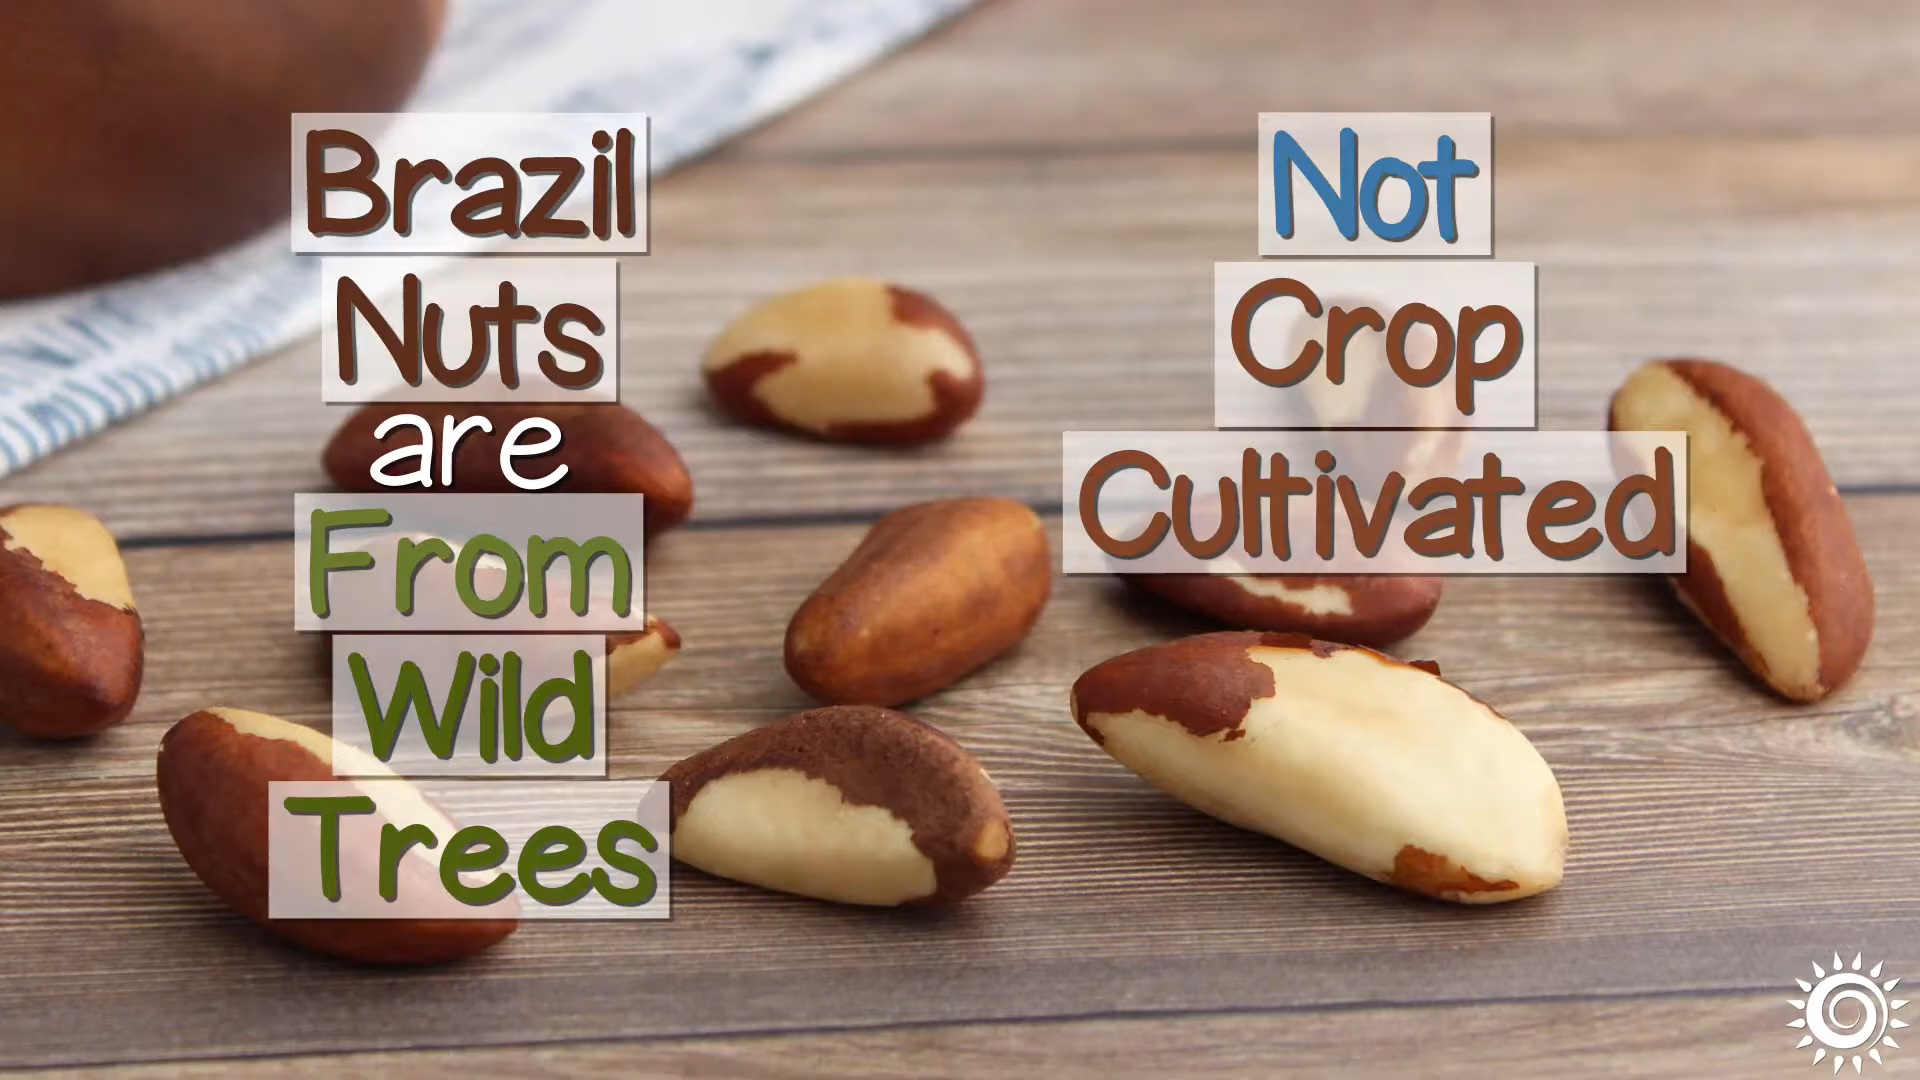 Brazil
Nuts
are
From
Wild
Trees
Not
Crop
Cultivated